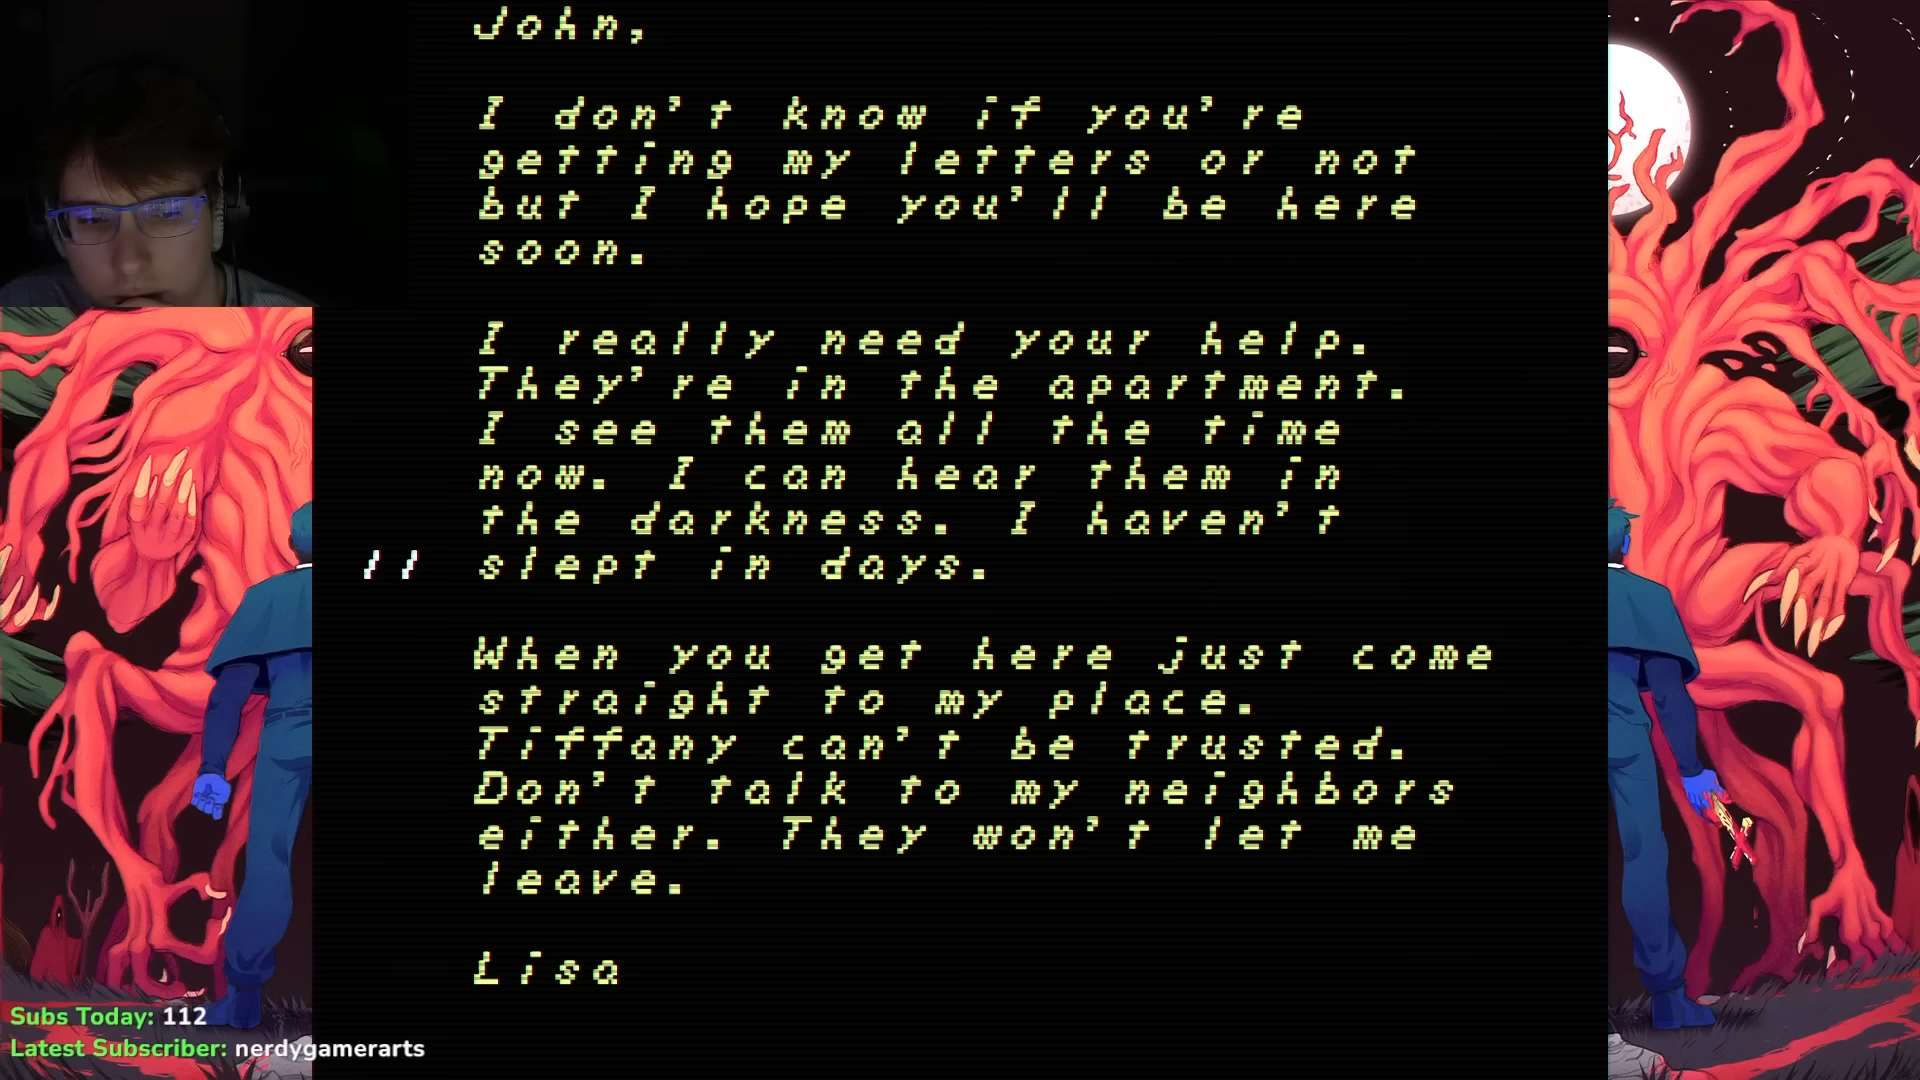 John,
I don't know if you're
getting my letters or not
but I hope you'll be here
soon.
I really need your help.
They're in the apartment.
I see them all the time
now. I can hear them in
the darkness. I haven't
slept in days.
When you get here just come
straight to my place.
Tiffany can't be trusted.
Don't talk to my neighbors
either. They won't let me
leave.
Lisa
Subs Today: 112
Latest Subscriber: nerdygamerarts